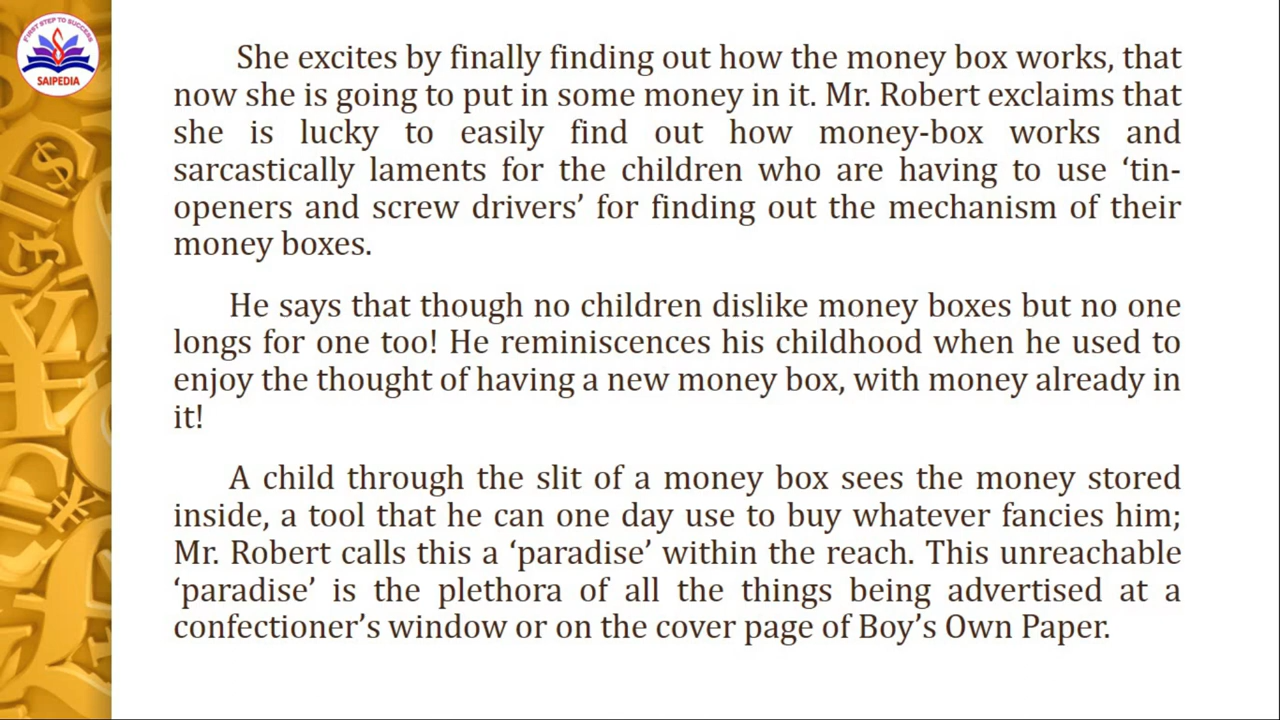 FIRST STEP TO SUCCESS
SAIPEDIA
She excites by finally finding out how the money box works, that
now she is going to put in some money in it. Mr. Robert exclaims that
she is lucky to easily find out how money-box works and
sarcastically laments for the children who are having to use ‘tin-
openers and screw drivers’ for finding out the mechanism of their
money boxes.
He says that though no children dislike money boxes but no one
longs for one too! He reminiscences his childhood when he used to
enjoy the thought of having a new money box, with money already in
it!
A child through the slit of a money box sees the money stored
inside, a tool that he can one day use to buy whatever fancies him;
Mr. Robert calls this a ‘paradise’ within the reach. This unreachable
‘paradise’ is the plethora of all the things being advertised at a
confectioner’s window or on the cover page of Boy’s Own Paper.